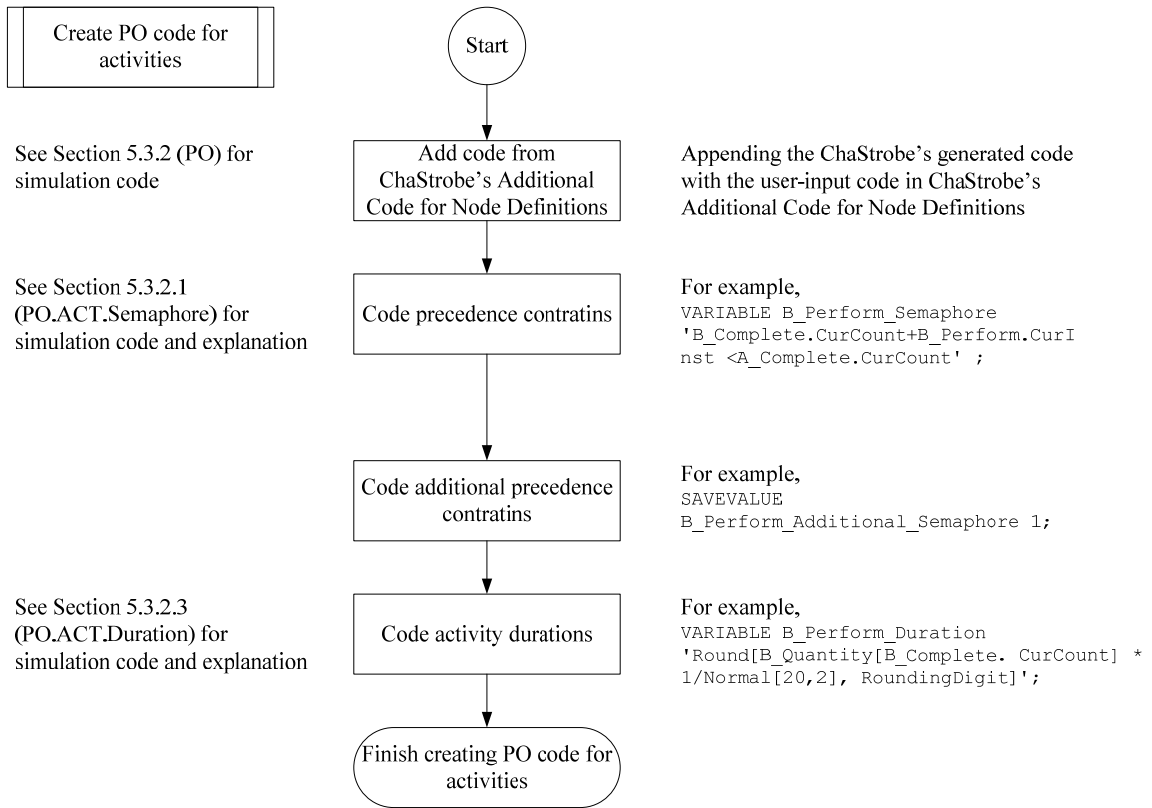 Create PO code for
activities
Start
See Section 5.3.2 (PO) for
simulation code
Add code from
ChaStrobe's Additional
Code for Node Definitions
Appending the ChaStrobe's generated code
with the user-input code in ChaStrobe's
Additional Code for Node Definitions
See Section 5.3.2.1
(PO.ACT.Semaphore) for
simulation code and explanation
Code precedence contratins
For example,
VARIABLE B_Perform_Semaphore
'B_Complete.CurCount+B_Perform.CurI
nst <A_Complete.CurCount' ;
Code additional precedence
contratins
For example,
SAVEVALUE
B_Perform_Additional_Semaphore 1;
See Section 5.3.2.3
(PO.ACT.Duration) for
simulation code and explanation
Code activity durations
For example,
VARIABLE B_Perform_Duration
'Round[B_Quantity[B_Complete. CurCount] *
1/Normal[20,2], RoundingDigit]';
Finish creating PO code for
activities